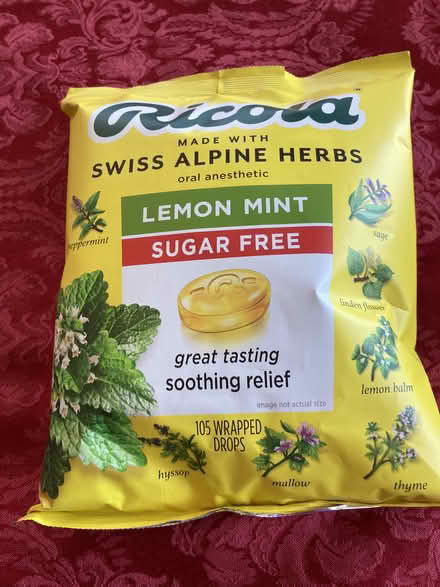 Ricola
MADE WITH
SWISS ALPINE HERBS
oral anesthetic
LEMON MINT
SUGAR FREE
peppermint
sage
linden flower
great tasting
soothing relief
lemon balm
image not actual size
105 WRAPPED
DROPS
hyssop
mallow
thyme